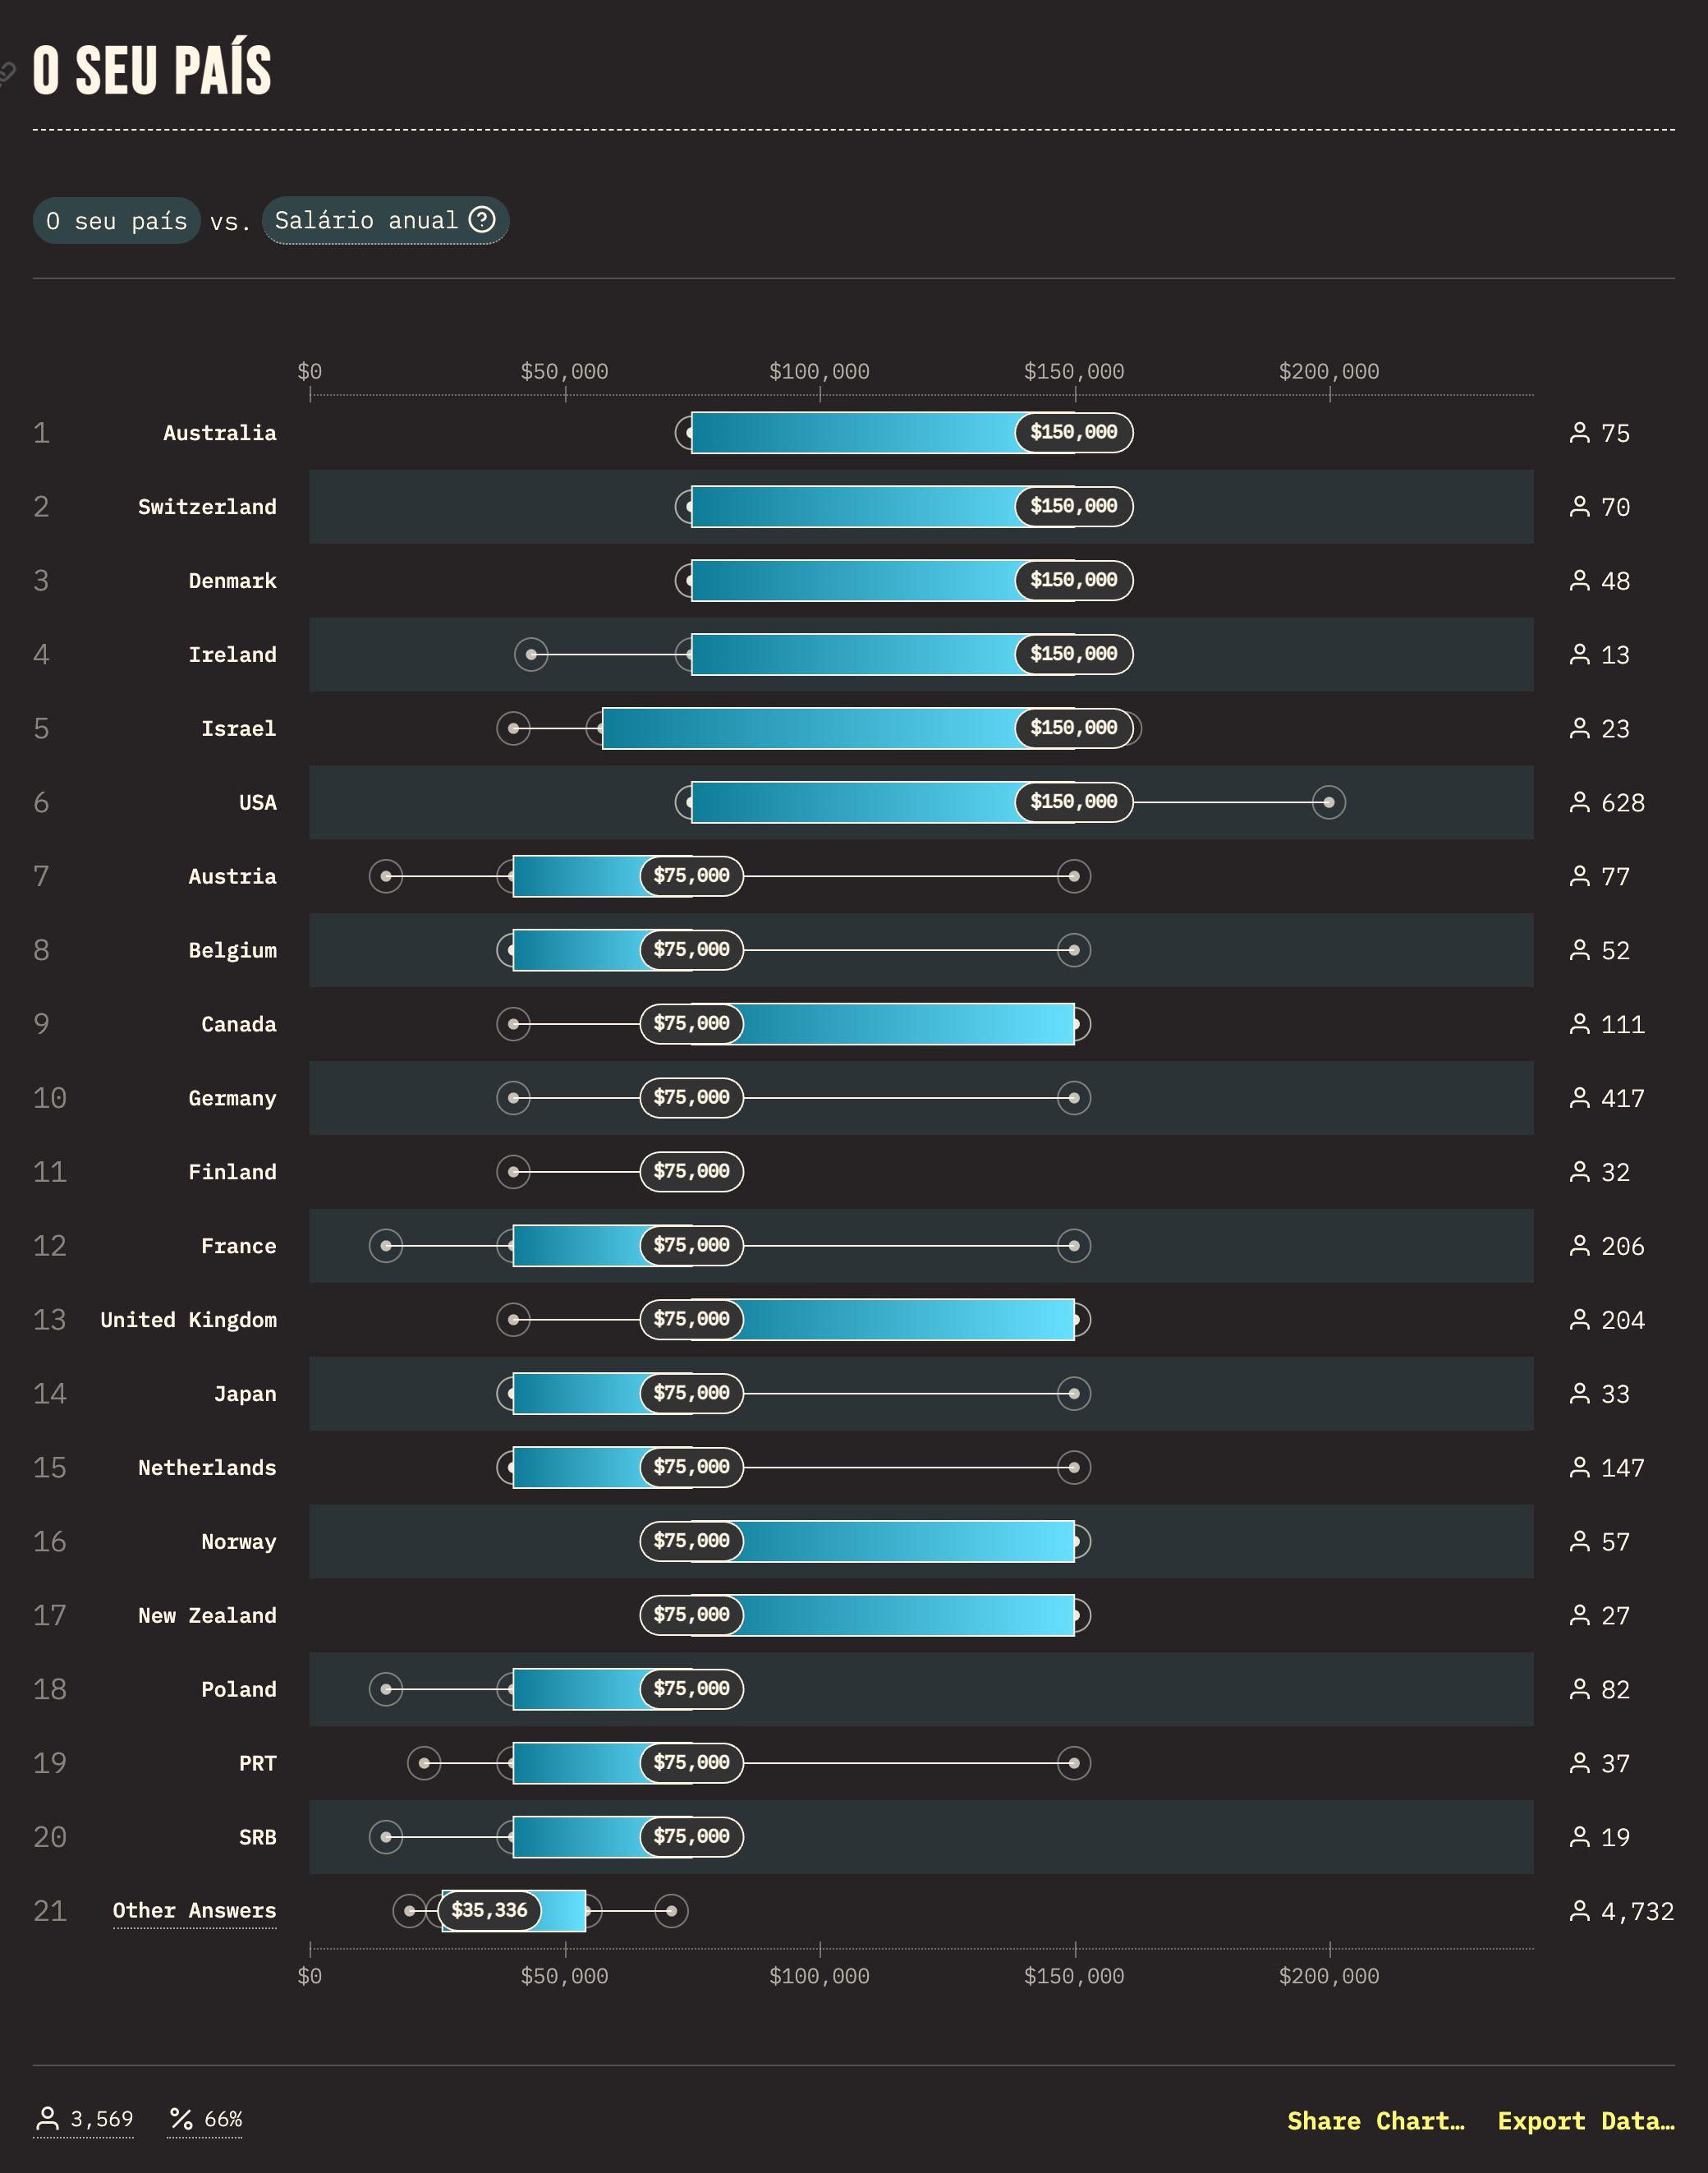 O SEU PAÍS
O seu país vs. Salário anual ?
$0 $50,000 $100,000 $150,000 $200,000
1 Australia $150,000 75
2 Switzerland $150,000 70
3 Denmark $150,000 48
4 Ireland $150,000 13
5 Israel $150,000 23
6 USA $150,000 628
7 Austria $75,000 77
8 Belgium $75,000 52
9 Canada $75,000 111
10 Germany $75,000 417
11 Finland $75,000 32
12 France $75,000 206
13 United Kingdom $75,000 204
14 Japan $75,000 33
15 Netherlands $75,000 147
16 Norway $75,000 57
17 New Zealand $75,000 27
18 Poland $75,000 82
19 PRT $75,000 37
20 SRB $75,000 19
21 Other Answers $35,336 4,732
$0 $50,000 $100,000 $150,000 $200,000
3,569 % 66% Share Chart… Export Data…